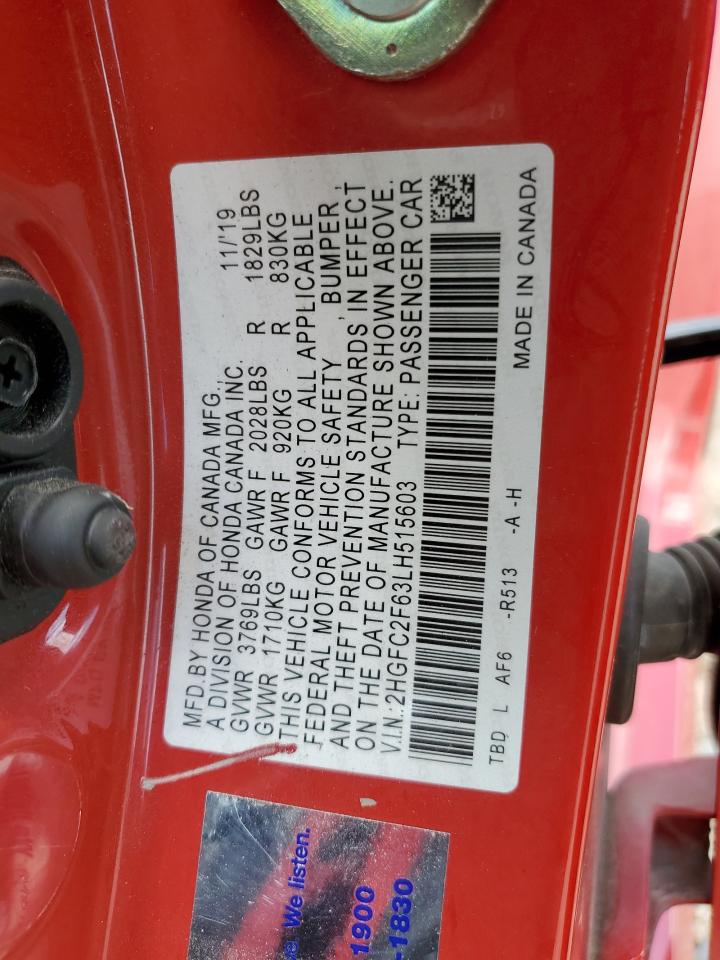 MFD.BY HONDA OF CANADA MFG.,
A DIVISION OF HONDA CANADA INC. 11/'19
GVWR 3769LBS GAWR F 2028LBS R 1829LBS
GVWR 1710KG GAWR F 920KG R 830KG
THIS VEHICLE CONFORMS TO ALL APPLICABLE
FEDERAL MOTOR VEHICLE SAFETY, BUMPER,
AND THEFT PREVENTION STANDARDS IN EFFECT
ON THE DATE OF MANUFACTURE SHOWN ABOVE.
V.I.N.:2HGFC2F63LH515603 TYPE: PASSENGER CAR
TBD L AF6 -R513 -A -H MADE IN CANADA
We listen.
1900
-1830